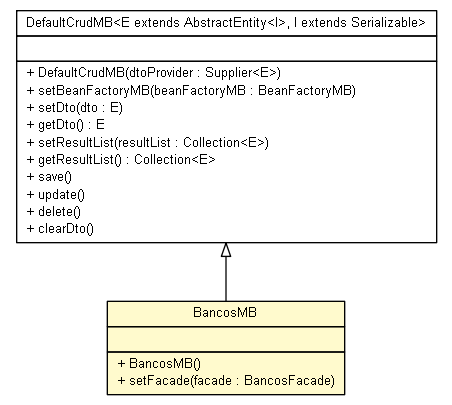 DefaultCrudMB<E extends AbstractEntity<I>, I extends Serializable>
+ DefaultCrudMB(dtoProvider : Supplier<E>)
+ setBeanFactoryMB(beanFactoryMB : BeanFactoryMB)
+ setDto(dto : E)
+ getDto() : E
+ setResultList(resultList : Collection<E>)
+ getResultList() : Collection<E>
+ save()
+ update()
+ delete()
+ clearDto()
BancosMB
+ BancosMB()
+ setFacade(facade : BancosFacade)